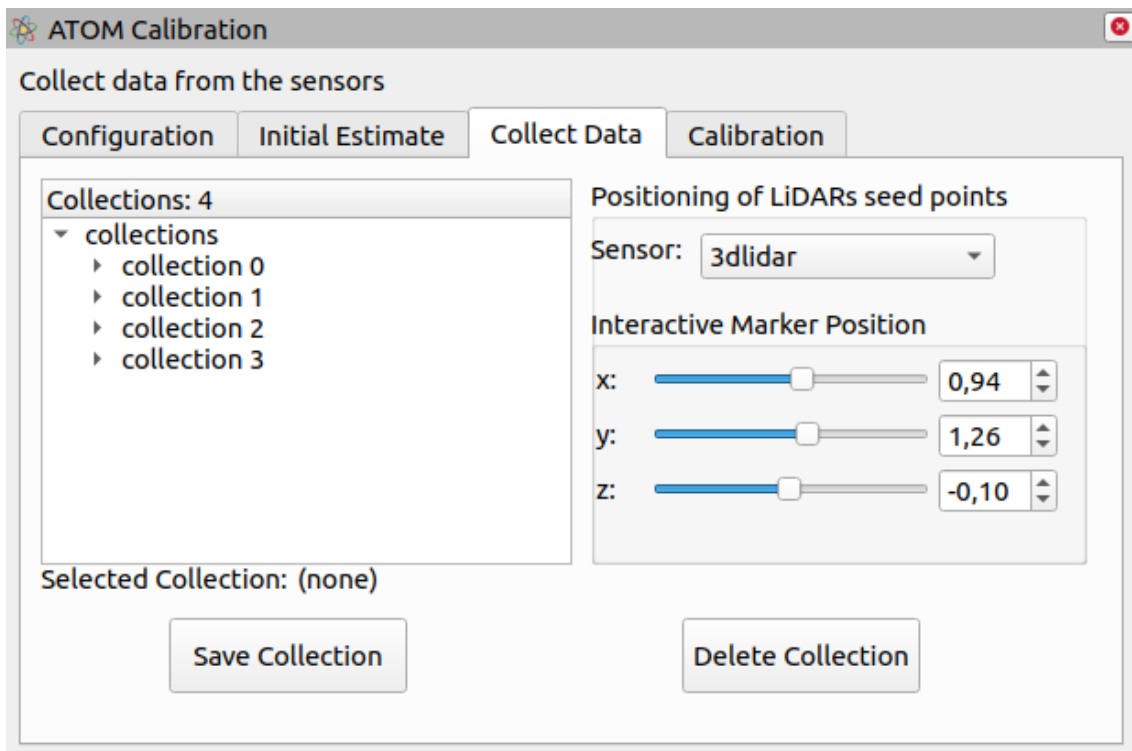 ATOM Calibration
Collect data from the sensors
Configuration
Initial Estimate
Collect Data
Calibration
Collections: 4
collections
collection 0
collection 1
collection 2
collection 3
Selected Collection: (none)
Positioning of LiDARs seed points
Sensor: 3dlidar
Interactive Marker Position
x: 0,94
y: 1,26
z: -0,10
Save Collection
Delete Collection